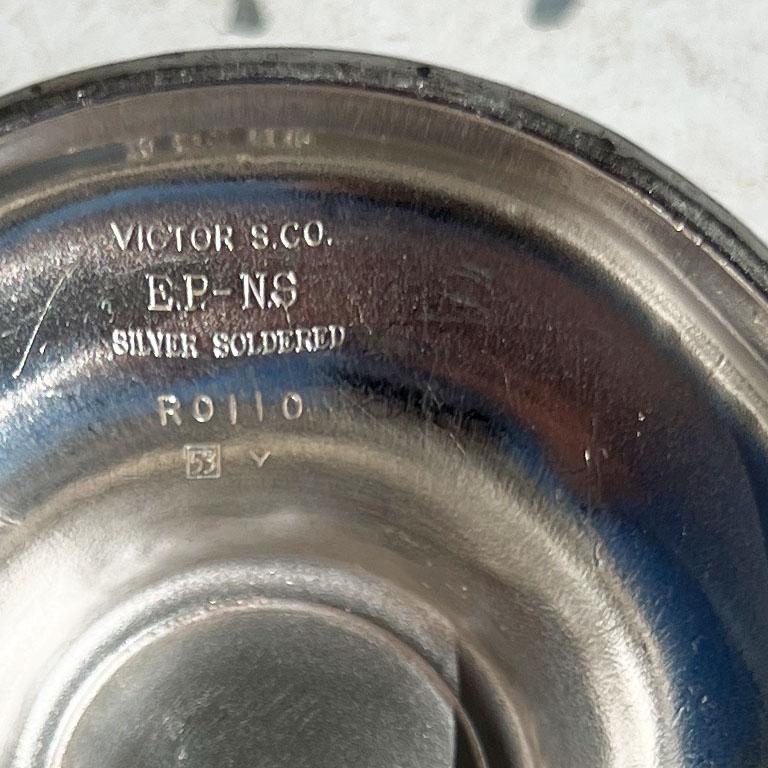 VICTOR S.CO.
E.P-N.S
SILVER SOLDERED
R0110
53 Y